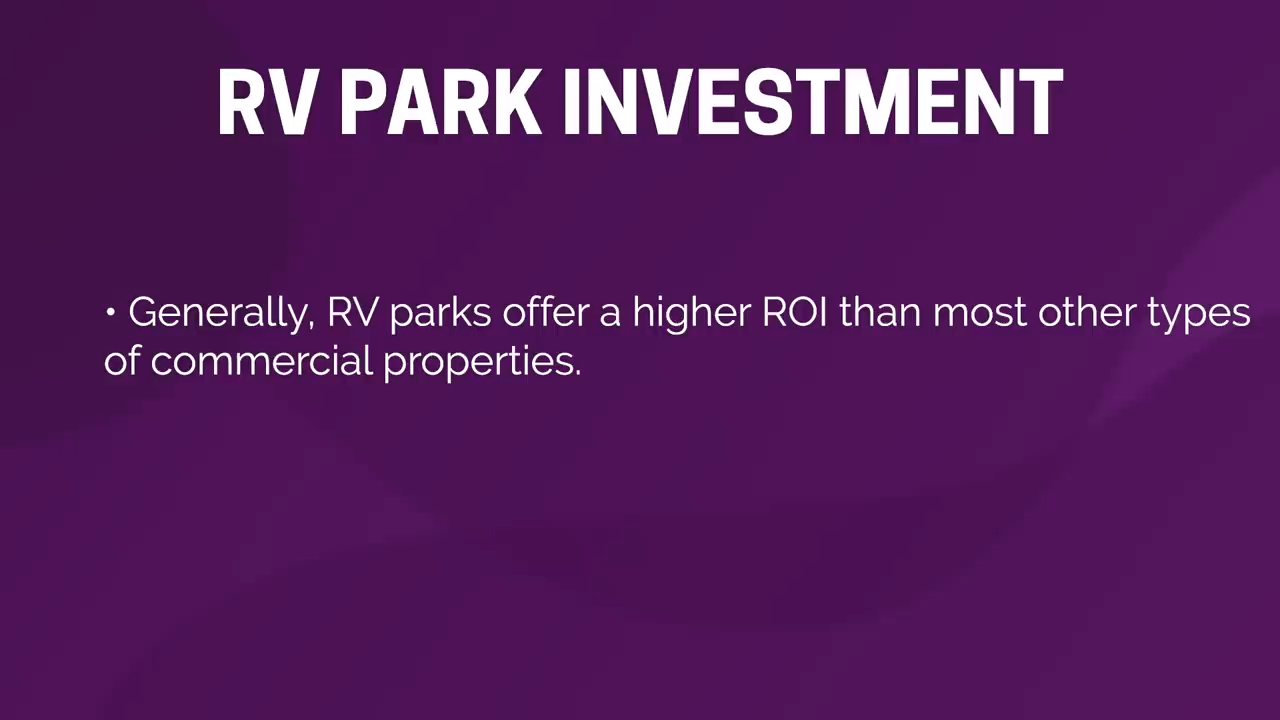 RV PARK INVESTMENT
• Generally, RV parks offer a higher ROI than most other types
of commercial properties.